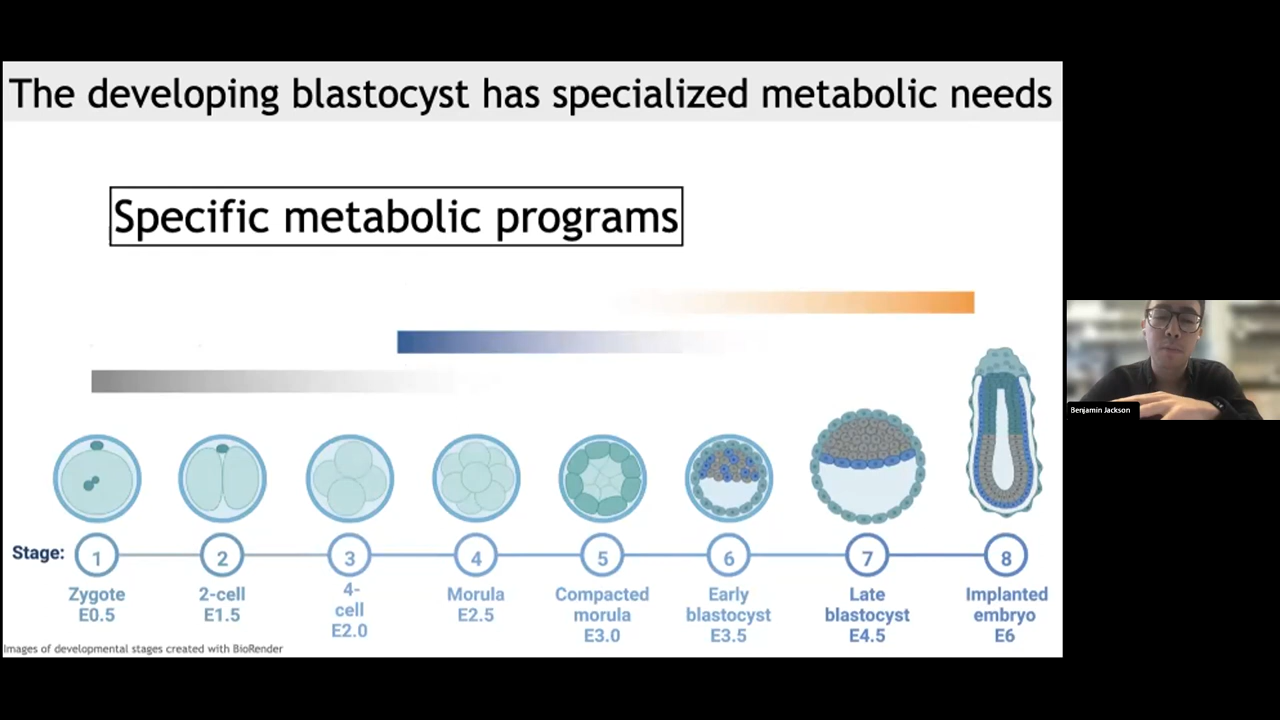 The developing blastocyst has specialized metabolic needs
Specific metabolic programs
Stage:
1
2
3
4
5
6
7
8
Zygote
E0.5
2-cell
E1.5
4-
cell
E2.0
Morula
E2.5
Compacted
morula
E3.0
Early
blastocyst
E3.5
Late
blastocyst
E4.5
Implanted
embryo
E6
Images of developmental stages created with BioRender
Benjamin Jackson